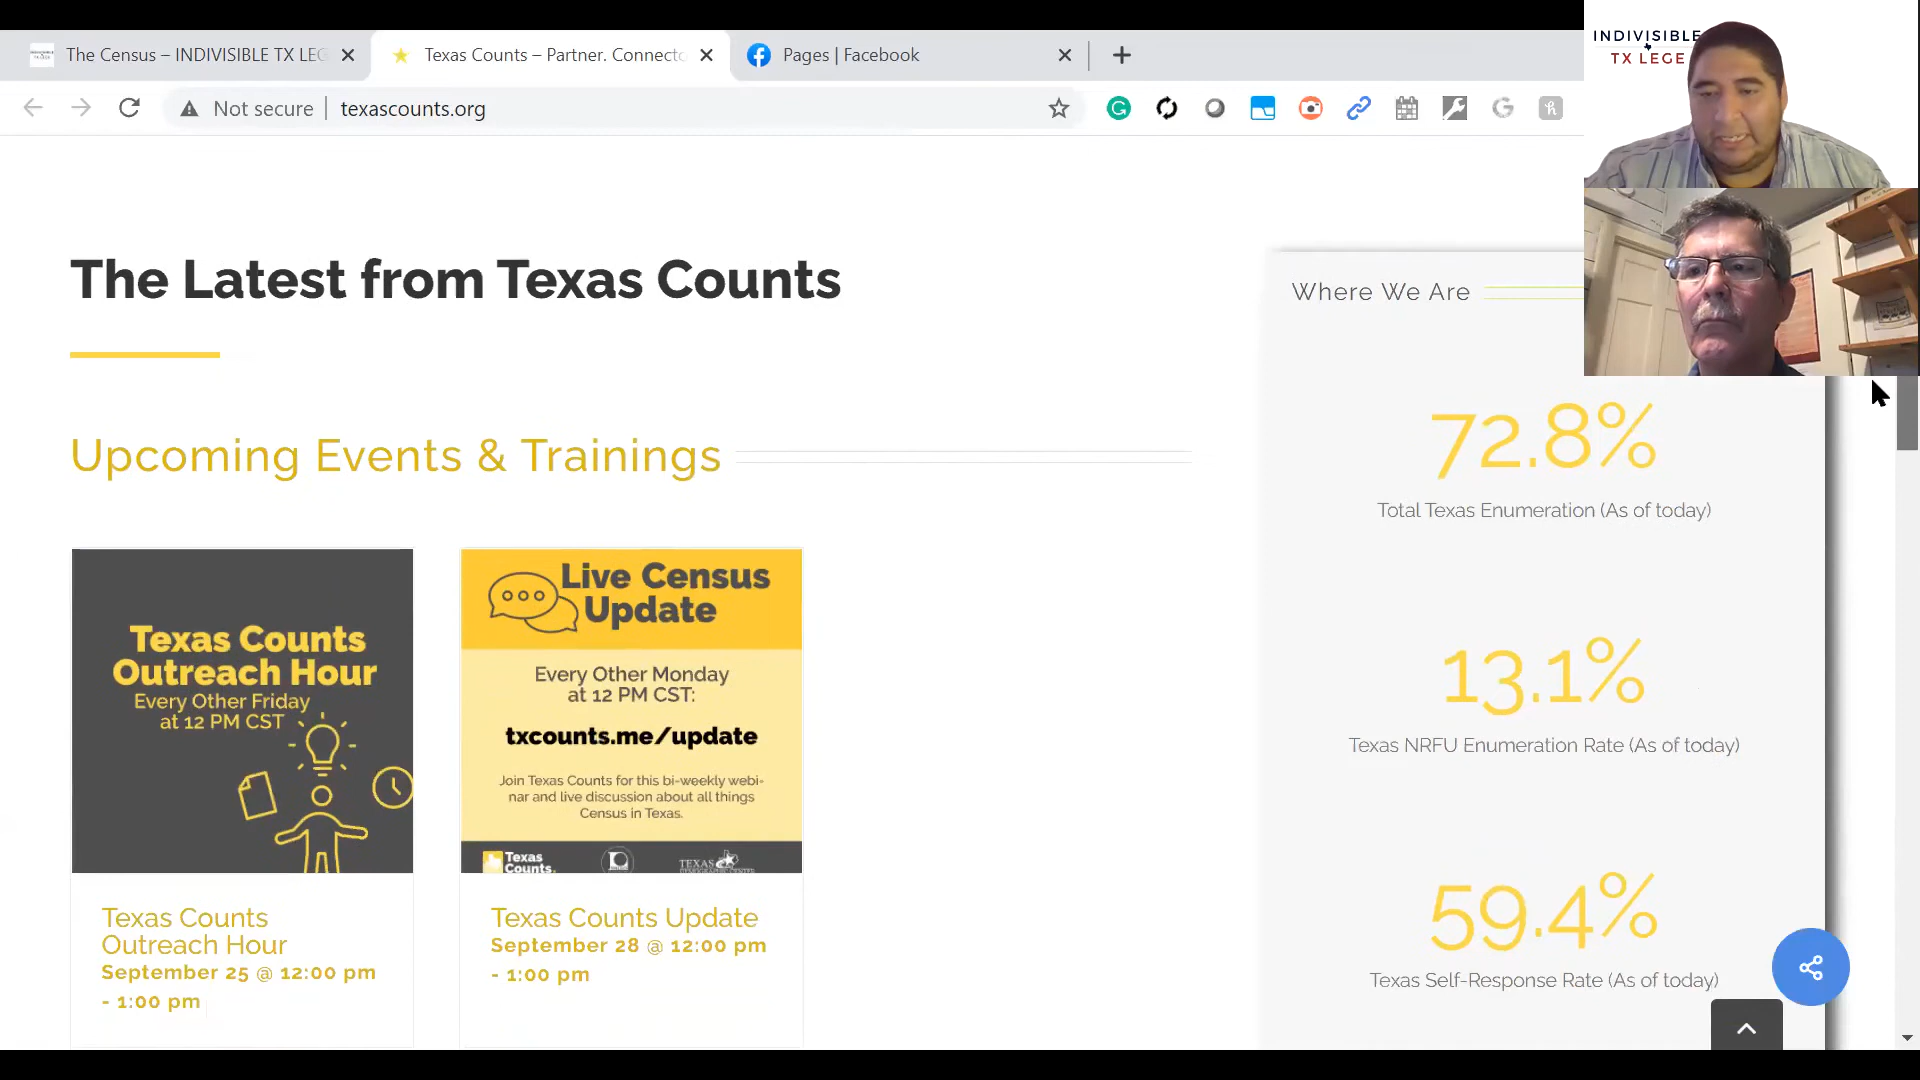 The Census – INDIVISIBLE TX LEG
Texas Counts – Partner. Connecto
Pages | Facebook
Not secure
texascounts.org
INDIVISIBLE
TX LEGE
The Latest from Texas Counts
Upcoming Events & Trainings
Texas Counts
Outreach Hour
Every Other Friday
at 12 PM CST
Texas Counts
Outreach Hour
September 25 @ 12:00 pm
- 1:00 pm
Live Census
Update
Every Other Monday
at 12 PM CST:
txcounts.me/update
Join Texas Counts for this bi-weekly webi-
nar and live discussion about all things
Census in Texas.
Texas
Counts.
TEXAS
Texas Counts Update
September 28 @ 12:00 pm
- 1:00 pm
Where We Are
72.8%
Total Texas Enumeration (As of today)
13.1%
Texas NRFU Enumeration Rate (As of today)
59.4%
Texas Self-Response Rate (As of today)